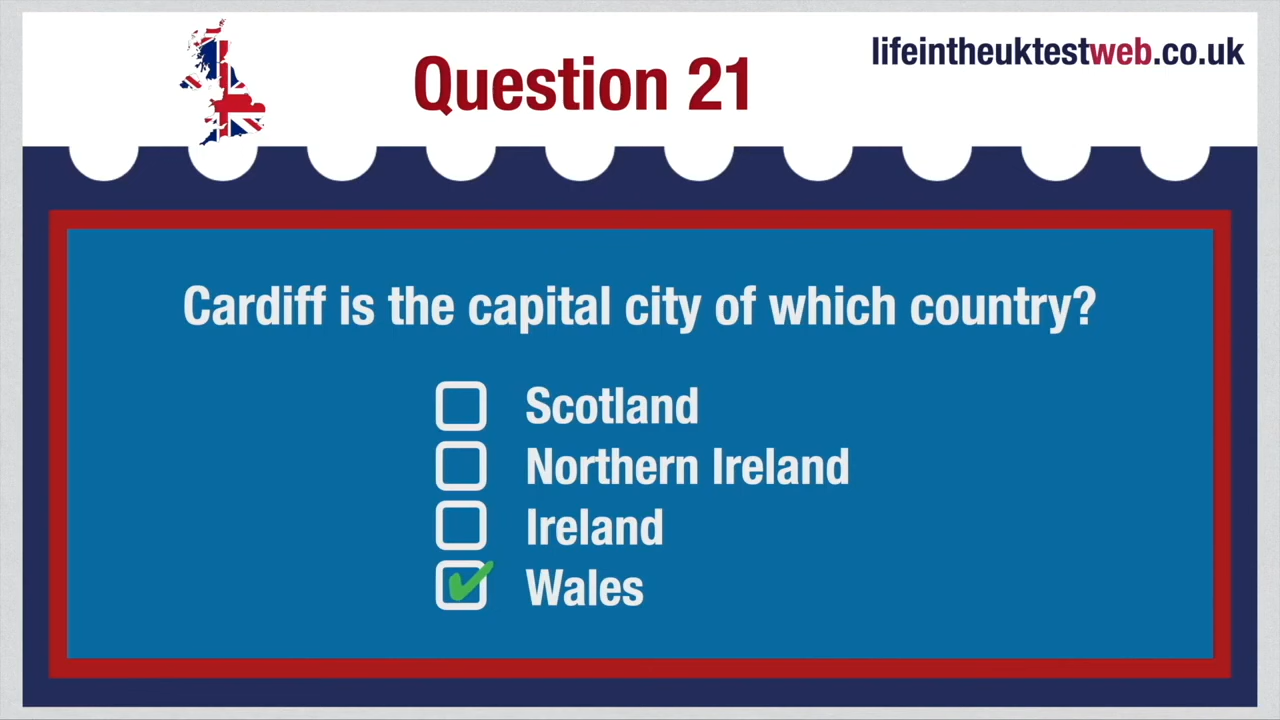 Question 21
lifeintheuktestweb.co.uk
Cardiff is the capital city of which country?
Scotland
Northern Ireland
Ireland
Wales